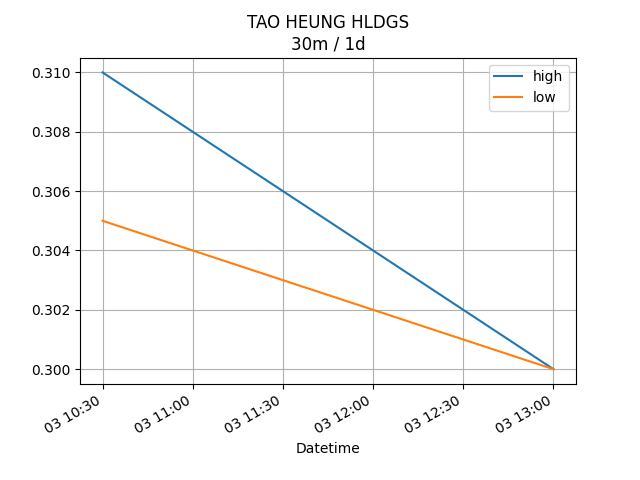 TAO HEUNG HLDGS
30m / 1d
high
low
0.310
0.308
0.306
0.304
0.302
0.300
03 10:30
03 11:00
03 11:30
03 12:00
03 12:30
03 13:00
Datetime